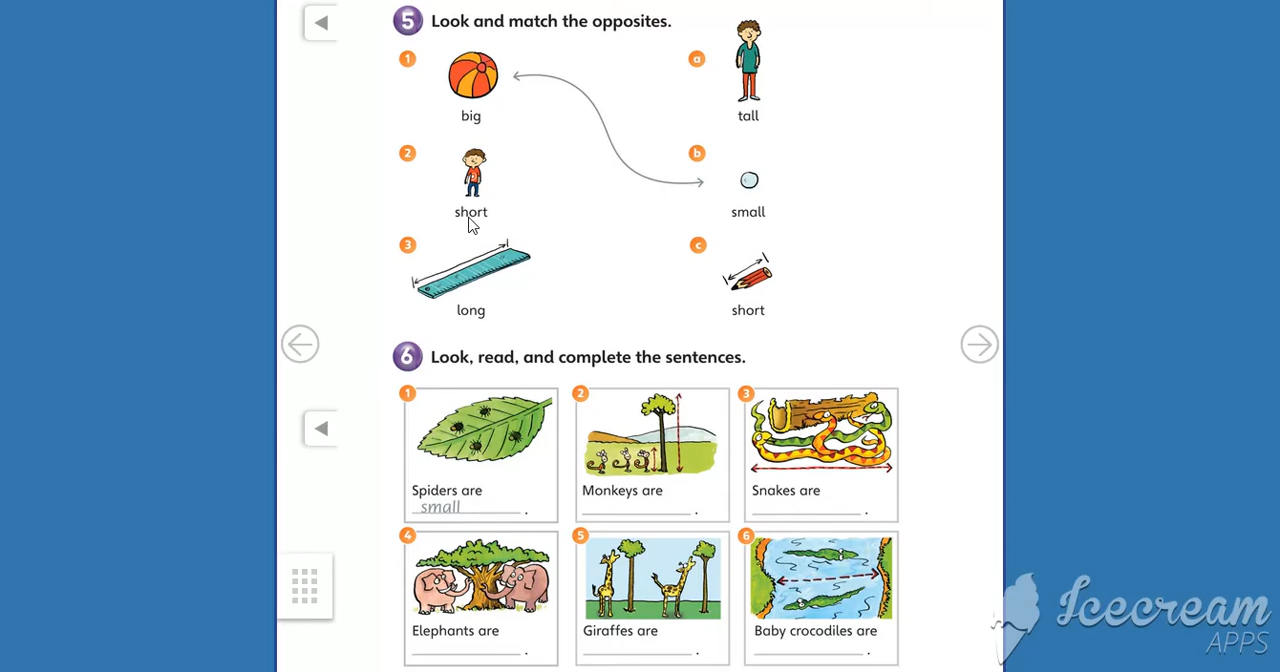 5 Look and match the opposites.
1 a
big tall
2 b
short small
3 c
long short
6 Look, read, and complete the sentences.
1 2 3
Spiders are Monkeys are Snakes are
small . . .
4 5 6
Elephants are Giraffes are Baby crocodiles are
. . .
Icecream
APPS